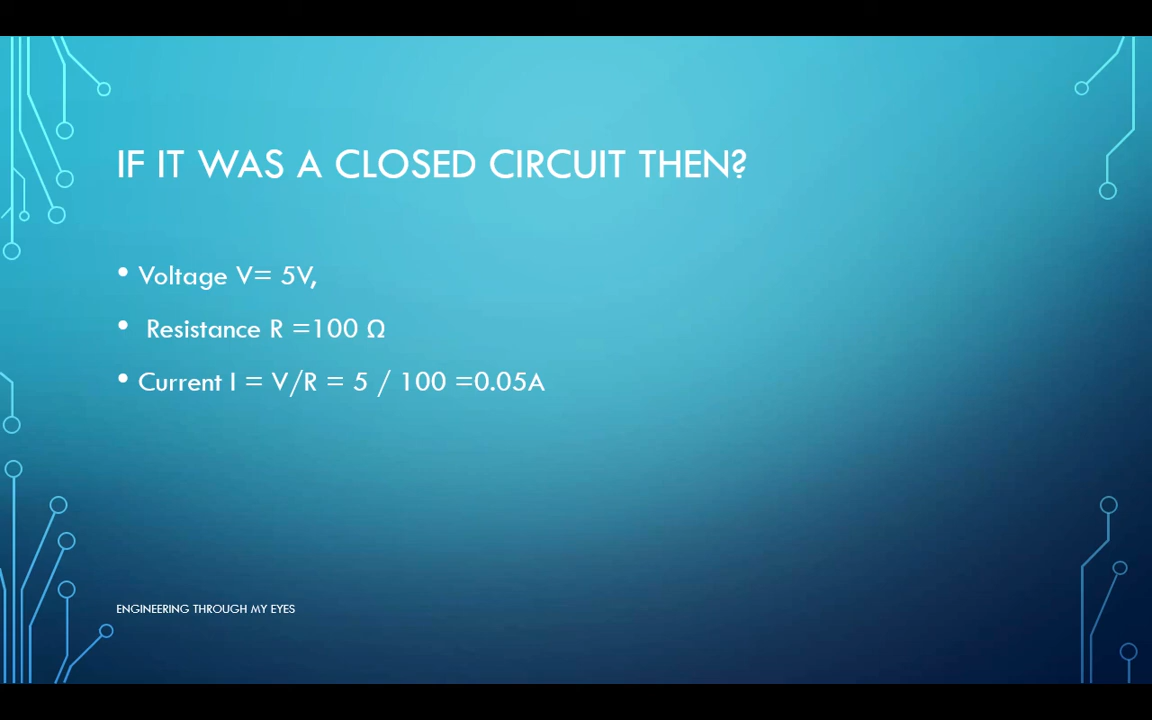 IF IT WAS A CLOSED CIRCUIT THEN?
• Voltage V= 5V,
• Resistance R =100 Ω
• Current I = V/R = 5 / 100 =0.05A
ENGINEERING THROUGH MY EYES